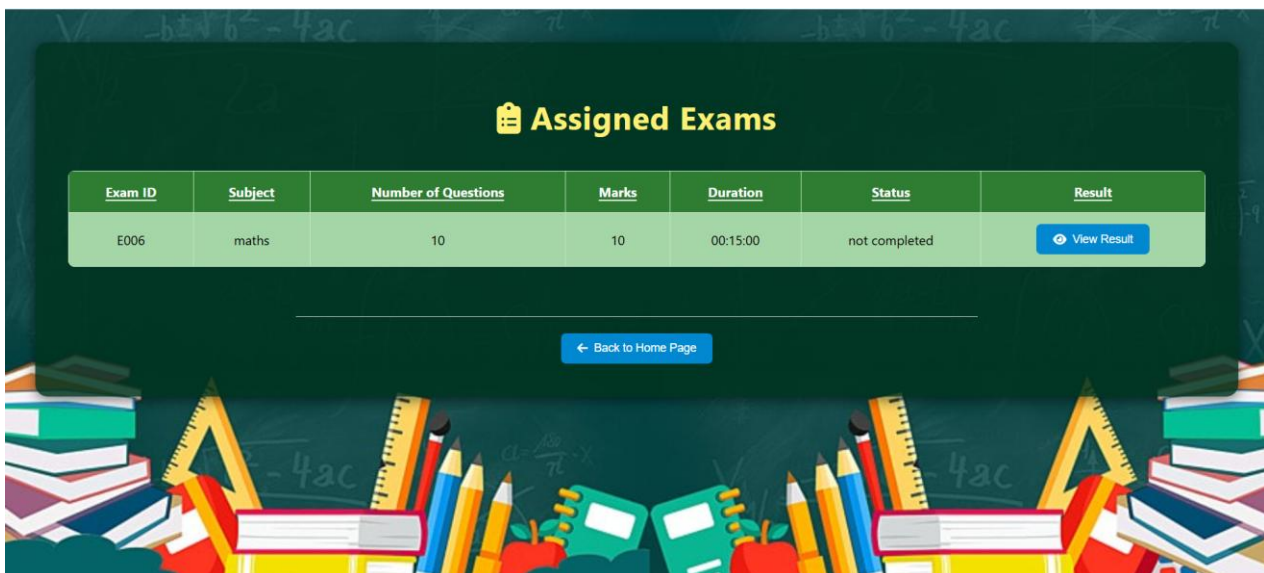 Assigned Exams
Exam ID Subject Number of Questions Marks Duration Status Result
E006 maths 10 10 00:15:00 not completed View Result
Back to Home Page